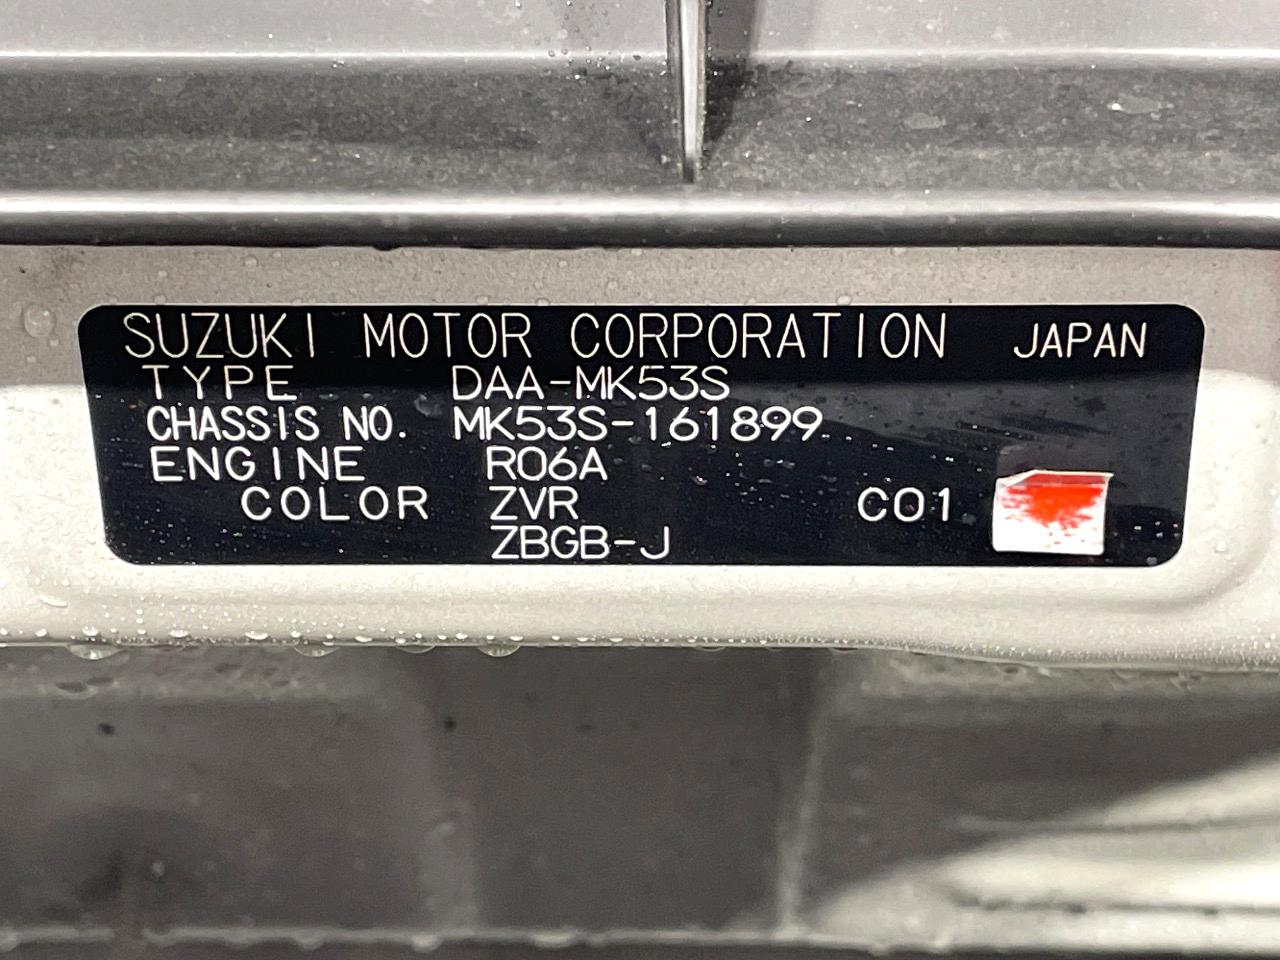 SUZUKI MOTOR CORPORATION JAPAN
TYPE DAA-MK53S
CHASSIS NO. MK53S-161899
ENGINE R06A
COLOR ZVR C01
ZBGB-J